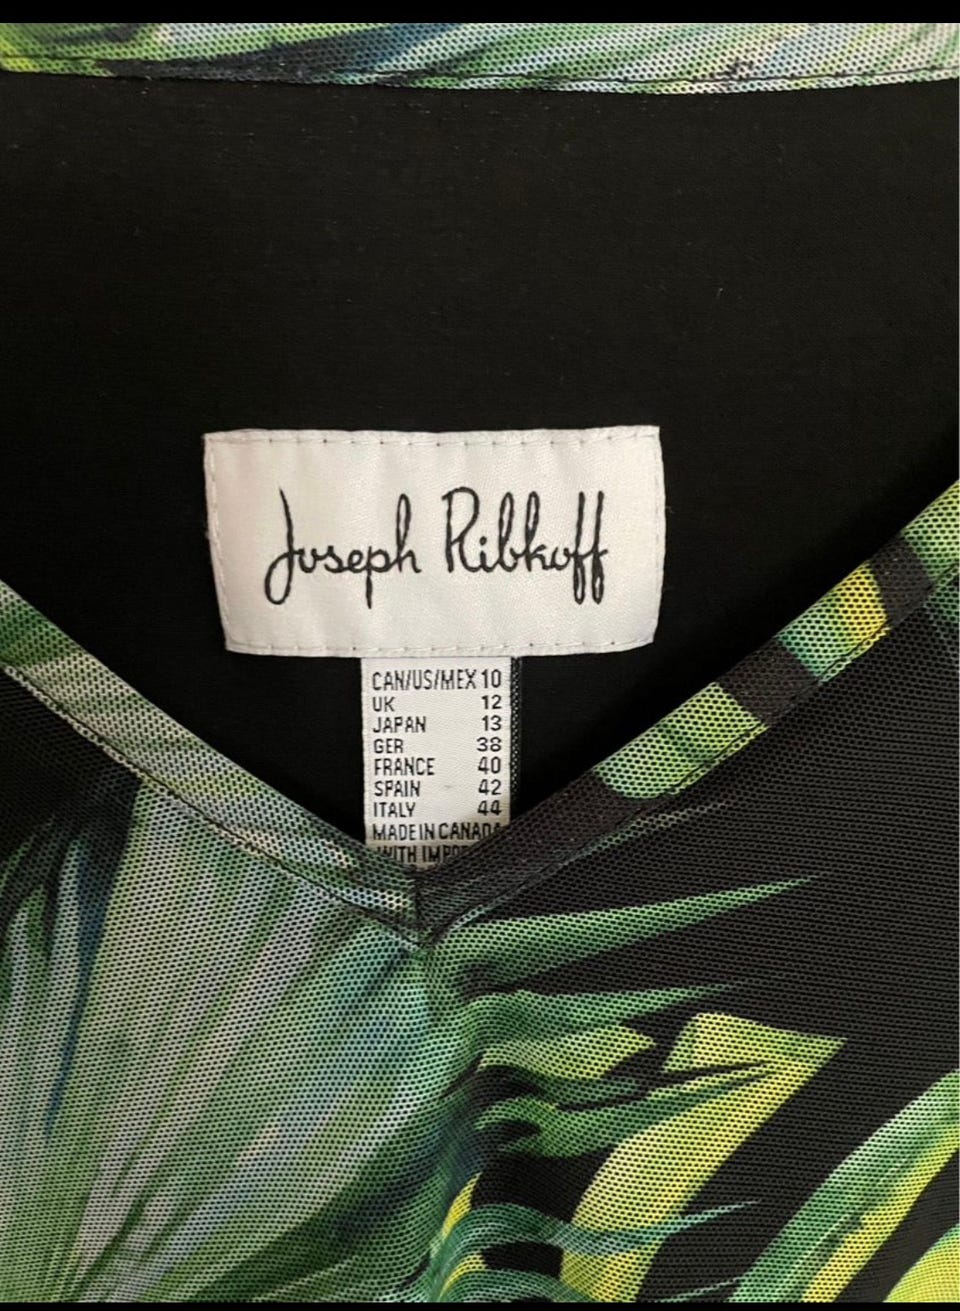 Joseph Ribkoff
CAN/US/MEX 10
UK 12
JAPAN 13
GER 38
FRANCE 40
SPAIN 42
ITALY 44
MADE IN CANADA
WITH